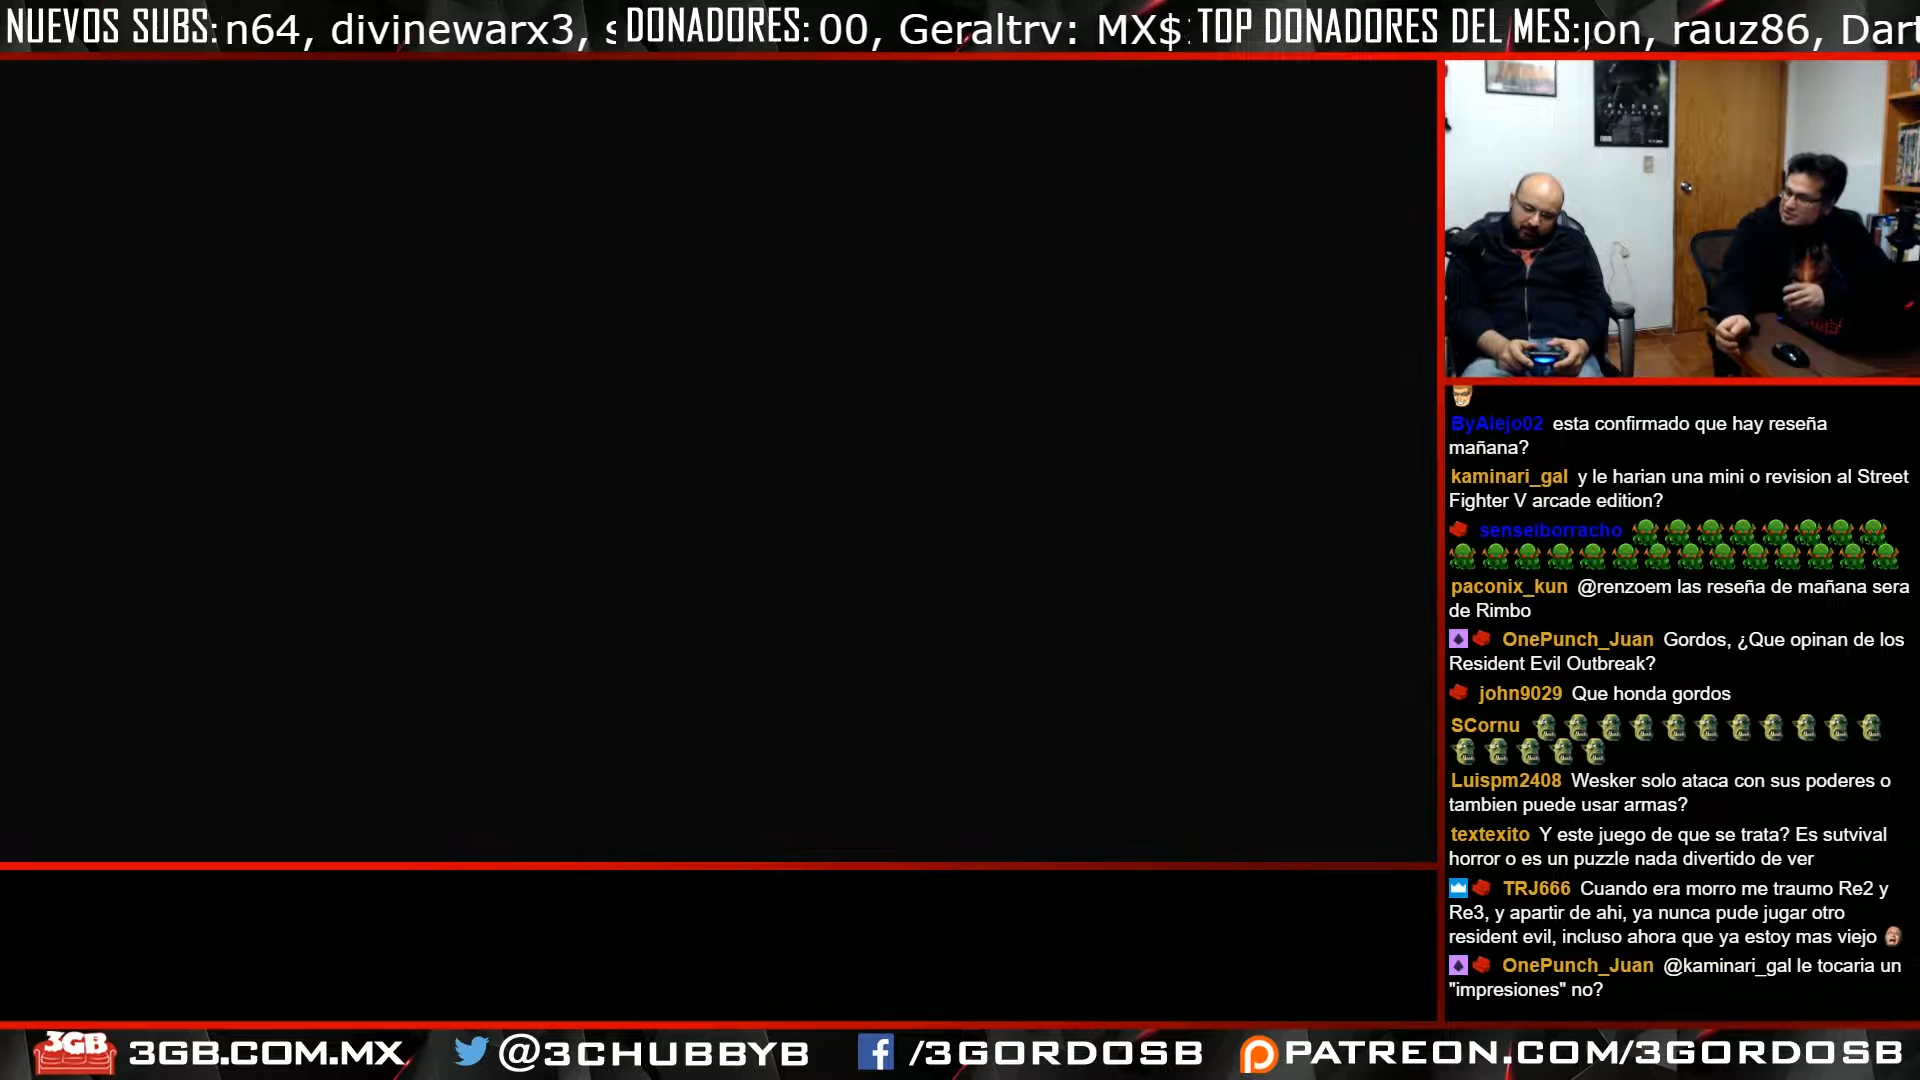 NUEVOS SUBS: n64, divinewarx3, s DONADORES: 00, Geraltrv: MX$ TOP DONADORES DEL MES: jon, rauz86, Dart
ALIEN
ByAlejo02 esta confirmado que hay reseña
mañana?
kaminari_gal y le harian una mini o revision al Street
Fighter V arcade edition?
senseiborracho
paconix_kun @renzoem las reseña de mañana sera
de Rimbo
OnePunch_Juan Gordos, ¿Que opinan de los
Resident Evil Outbreak?
john9029 Que honda gordos
SCornu
Luispm2408 Wesker solo ataca con sus poderes o
tambien puede usar armas?
textexito Y este juego de que se trata? Es sutvival
horror o es un puzzle nada divertido de ver
TRJ666 Cuando era morro me traumo Re2 y
Re3, y apartir de ahi, ya nunca pude jugar otro
resident evil, incluso ahora que ya estoy mas viejo
OnePunch_Juan @kaminari_gal le tocaria un
"impresiones" no?
3GB 3GB.COM.MX @3CHUBBYB /3GORDOSB PATREON.COM/3GORDOSB